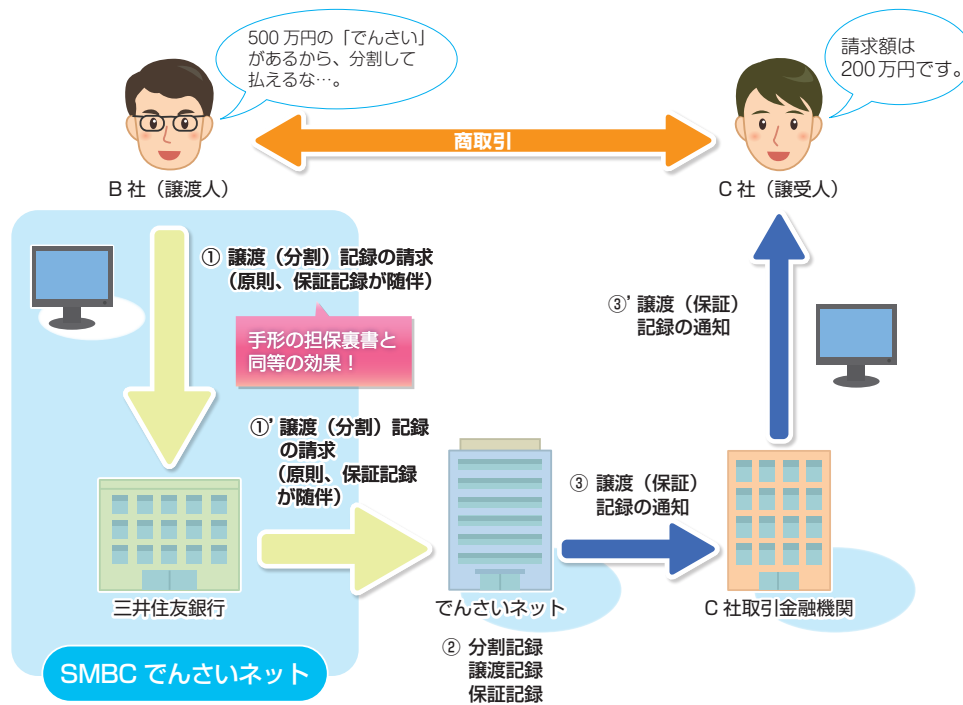 500 万円の「でんさい」
があるから、分割して
払えるな…。
請求額は
200 万円です。
商取引
B 社（譲渡人）
C 社（譲受人）
① 譲渡（分割）記録の請求
（原則、保証記録が随伴）
手形の担保裏書と
同等の効果！
③' 譲渡（保証）
記録の通知
①' 譲渡（分割）記録
の請求
（原則、保証記録
が随伴）
③ 譲渡（保証）
記録の通知
三井住友銀行
でんさいネット
C 社取引金融機関
② 分割記録
譲渡記録
保証記録
SMBC でんさいネット